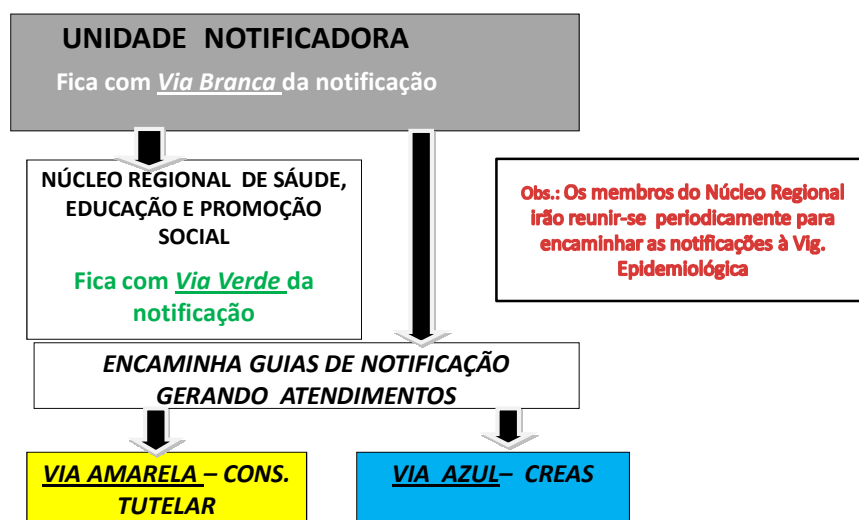 UNIDADE NOTIFICADORA
Fica com Via Branca da notificação
NÚCLEO REGIONAL DE SÁUDE,
EDUCAÇÃO E PROMOÇÃO
SOCIAL
Fica com Via Verde da
notificação
Obs.: Os membros do Núcleo Regional
irão reunir-se periodicamente para
encaminhar as notificações à Vig.
Epidemiológica
ENCAMINHA GUIAS DE NOTIFICAÇÃO
GERANDO ATENDIMENTOS
VIA AMARELA – CONS.
TUTELAR
VIA AZUL– CREAS